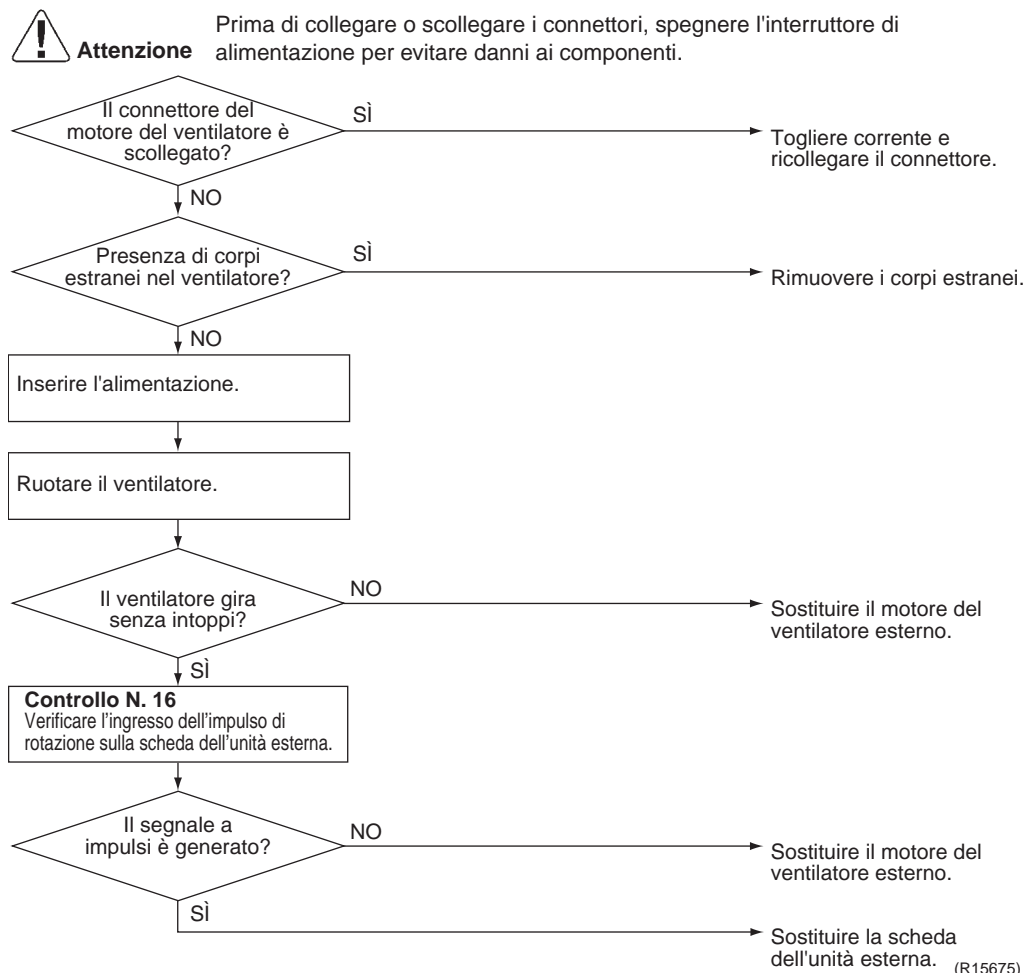 Attenzione
Prima di collegare o scollegare i connettori, spegnere l'interruttore di
alimentazione per evitare danni ai componenti.
Il connettore del
motore del ventilatore è
scollegato?
SÌ
Togliere corrente e
ricollegare il connettore.
NO
Presenza di corpi
estranei nel ventilatore?
SÌ
Rimuovere i corpi estranei.
NO
Inserire l'alimentazione.
Ruotare il ventilatore.
Il ventilatore gira
senza intoppi?
NO
Sostituire il motore del
ventilatore esterno.
SÌ
Controllo N. 16
Verificare l'ingresso dell'impulso di
rotazione sulla scheda dell'unità esterna.
Il segnale a
impulsi è generato?
NO
Sostituire il motore del
ventilatore esterno.
SÌ
Sostituire la scheda
dell'unità esterna.
(R15675)